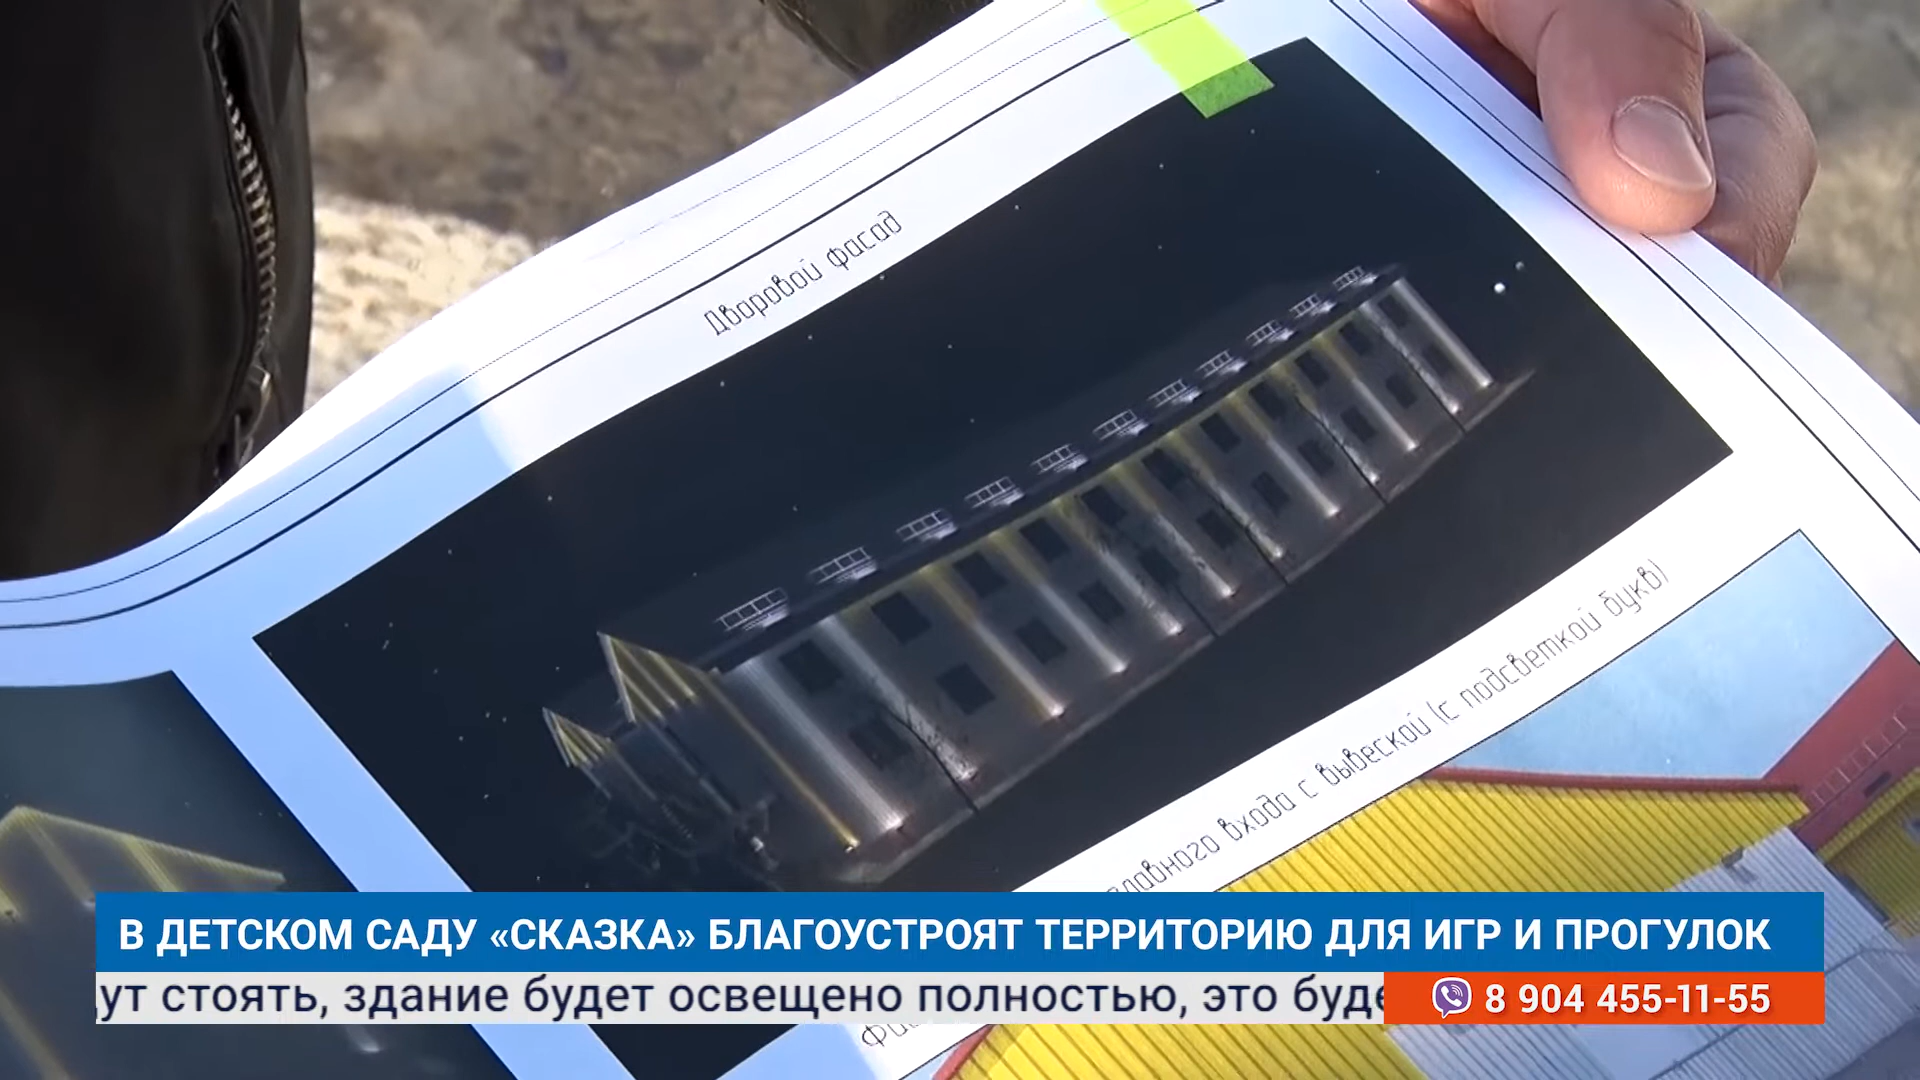 Дворовой фасад
главного входа с вывеской (с подсветкой букв)
В ДЕТСКОМ САДУ «СКАЗКА» БЛАГОУСТРОЯТ ТЕРРИТОРИЮ ДЛЯ ИГР И ПРОГУЛОК
стоять, здание будет освещено полностью, это буде
8 904 455-11-55